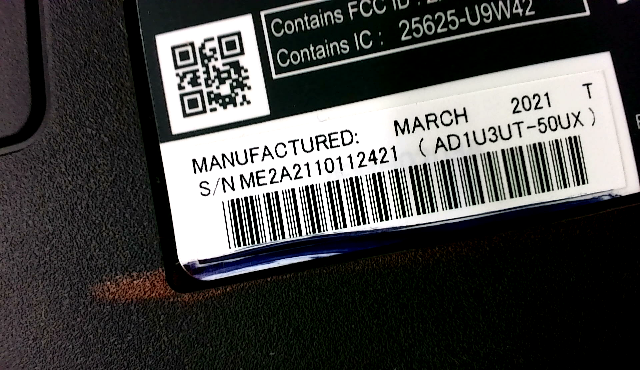 Contains FCC ID :
Contains IC : 25625-U9W42
MANUFACTURED: MARCH 2021 T
S/N ME2A2110112421 ( AD1U3UT-50UX )